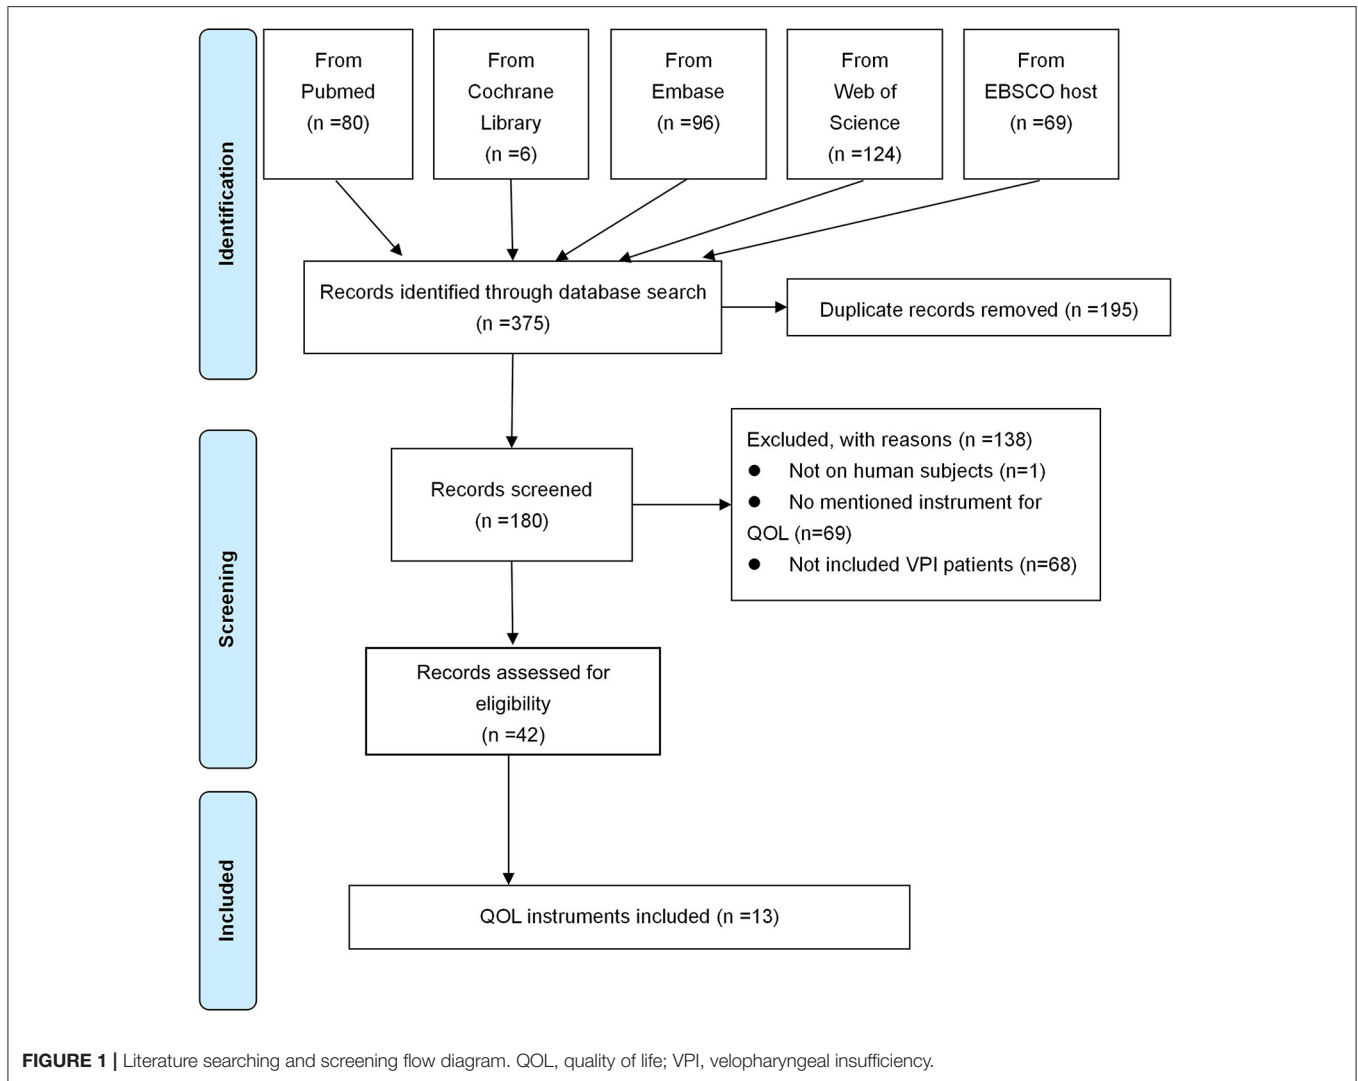 Identification
From
Pubmed
(n =80)
From
Cochrane
Library
(n =6)
From
Embase
(n =96)
From
Web of
Science
(n =124)
From
EBSCO host
(n =69)
Records identified through database search
(n =375)
Duplicate records removed (n =195)
Screening
Records screened
(n =180)
Excluded, with reasons (n =138)
● Not on human subjects (n=1)
● No mentioned instrument for
QOL (n=69)
● Not included VPI patients (n=68)
Records assessed for
eligibility
(n =42)
Included
QOL instruments included (n =13)
FIGURE 1 | Literature searching and screening flow diagram. QOL, quality of life; VPI, velopharyngeal insufficiency.